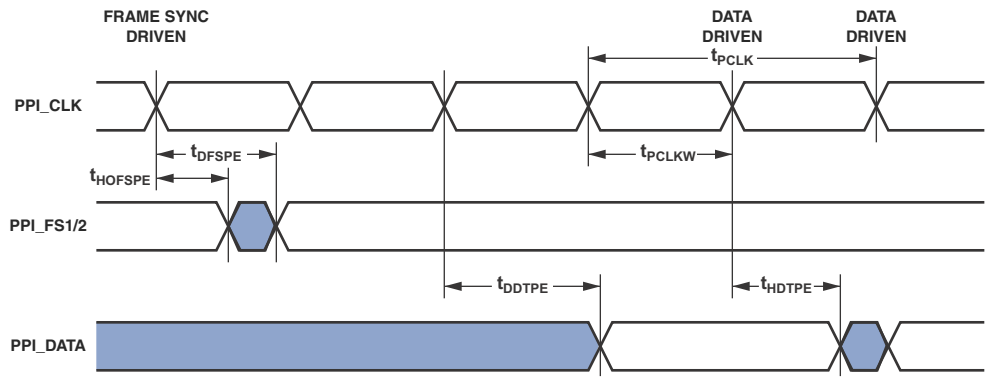 FRAME SYNC
DRIVEN
DATA
DRIVEN
DATA
DRIVEN
tPCLK
PPI_CLK
tDFSPE
tPCLKW
tHOFSPE
PPI_FS1/2
tDDTPE
tHDTPE
PPI_DATA